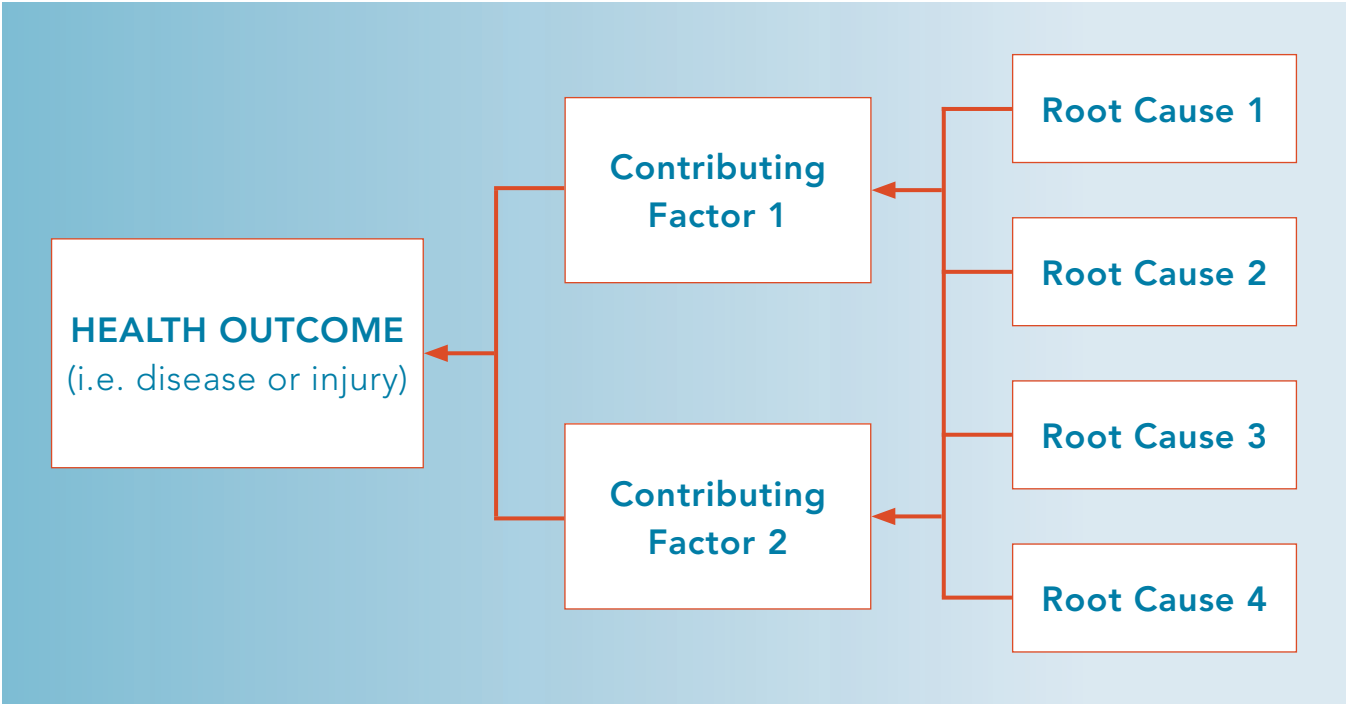 HEALTH OUTCOME
(i.e. disease or injury)
Contributing
Factor 1
Contributing
Factor 2
Root Cause 1
Root Cause 2
Root Cause 3
Root Cause 4